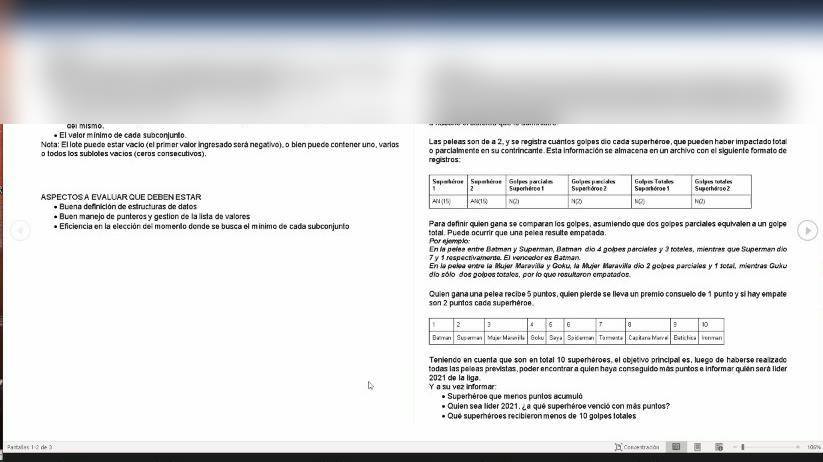 del mismo.
• El valor mínimo de cada subconjunto.
Nota: El lote puede estar vacío (el primer valor ingresado será negativo), o bien puede contener uno, varios
o todos los sublotes vacíos (ceros consecutivos).
ASPECTOS A EVALUAR QUE DEBEN ESTAR
• Buena definición de estructuras de datos
• Buen manejo de punteros y gestion de la lista de valores
• Eficiencia en la elección del momento donde se busca el mínimo de cada subconjunto
Las peleas son de a 2, y se registra cuántos golpes dio cada superhéroe, que pueden haber impactado total
o parcialmente en su contrincante. Esta información se almacena en un archivo con el siguiente formato de
registros:
Superhéroe 1 Superhéroe 2 Golpes parciales Superhéroe 1 Golpes parciales Superhéroe 2 Golpes Totales Superhéroe 1 Golpes totales Superhéroe 2
AN (15) AN(15) N(2) N(2) N(2) N(2)
Para definir quien gana se comparan los golpes, asumiendo que dos golpes parciales equivalen a un golpe
total. Puede ocurrir que una pelea resulte empatada.
Por ejemplo:
En la pelea entre Batman y Superman, Batman dio 4 golpes parciales y 3 totales, mientras que Superman dio
7 y 1 respectivamente. El vencedor es Batman.
En la pelea entre la Mujer Maravilla y Goku, la Mujer Maravilla dio 2 golpes parciales y 1 total, mientras Guku
dio sólo dos golpes totales, por lo que resultaron empatados.
Quien gana una pelea recibe 5 puntos, quien pierde se lleva un premio consuelo de 1 punto y si hay empate
son 2 puntos cada superhéroe.
1 2 3 4 5 6 7 8 9 10
Batman Superman Mujer Maravilla Goku Saya Spiderman Tormenta Capitana Marvel Batichica Ironman
Teniendo en cuenta que son en total 10 superhéroes, el objetivo principal es, luego de haberse realizado
todas las peleas previstas, poder encontrar a quien haya conseguido más puntos e informar quién será líder
2021 de la liga.
Y a su vez informar:
• Superhéroe que menos puntos acumuló
• Quien sea líder 2021, ¿a qué superhéroe venció con más puntos?
• Qué superhéroes recibieron menos de 10 golpes totales
Pantallas 1-2 de 3 Concentración 106%